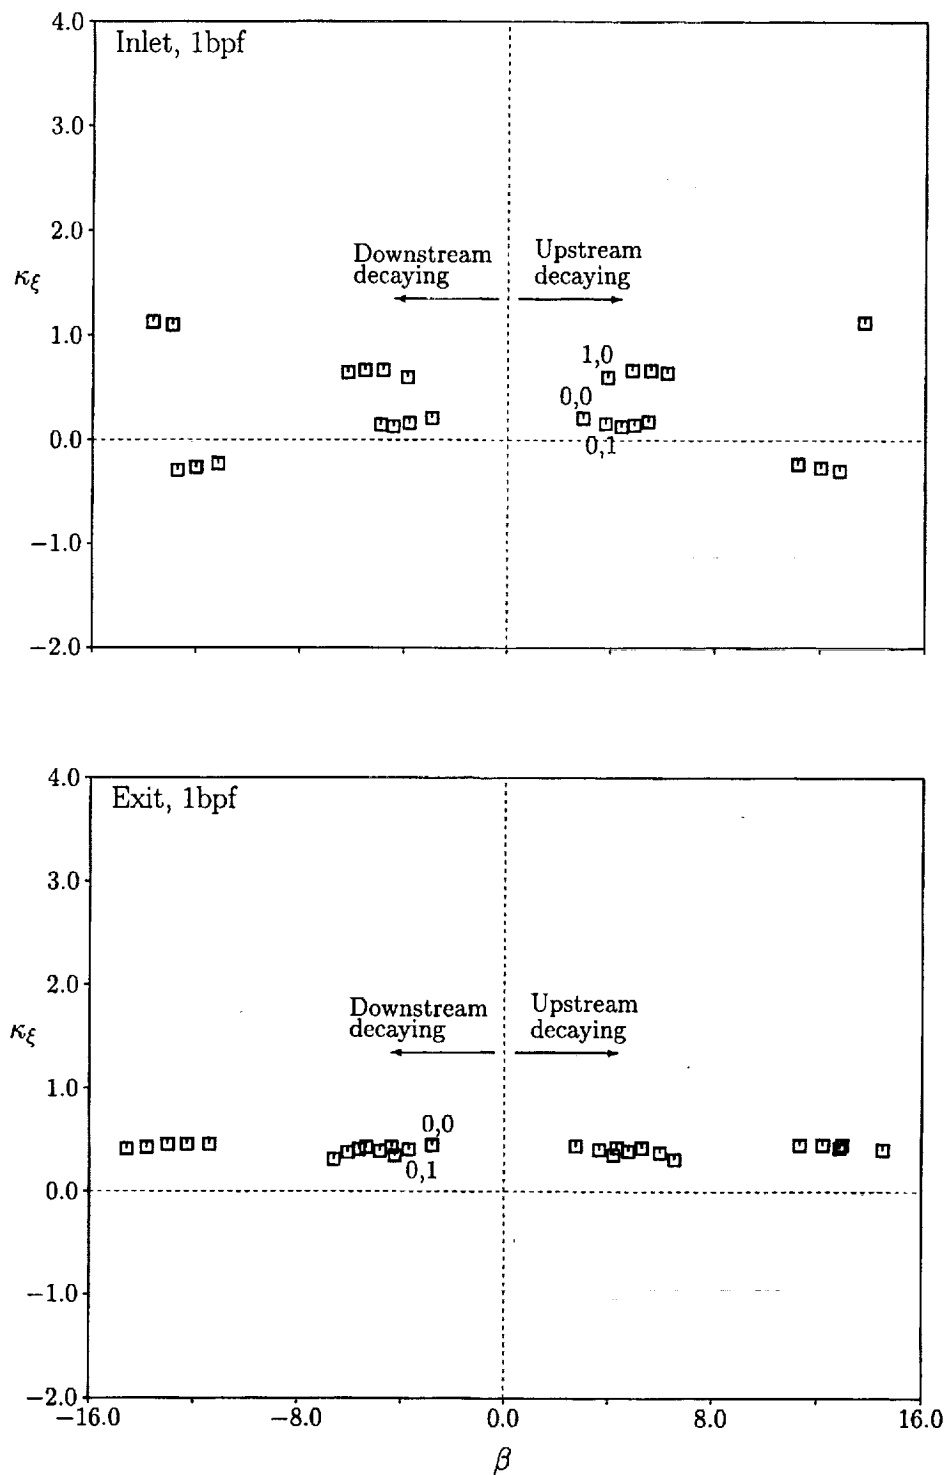 4.0
Inlet, 1bpf
3.0
2.0
Downstream
decaying
Upstream
decaying
κξ
1.0
1,0
0,0
0.0
0,1
−1.0
−2.0
4.0
Exit, 1bpf
3.0
2.0
Downstream
decaying
Upstream
decaying
κξ
1.0
0,0
0,1
0.0
−1.0
−2.0
−16.0 −8.0 0.0 8.0 16.0
β